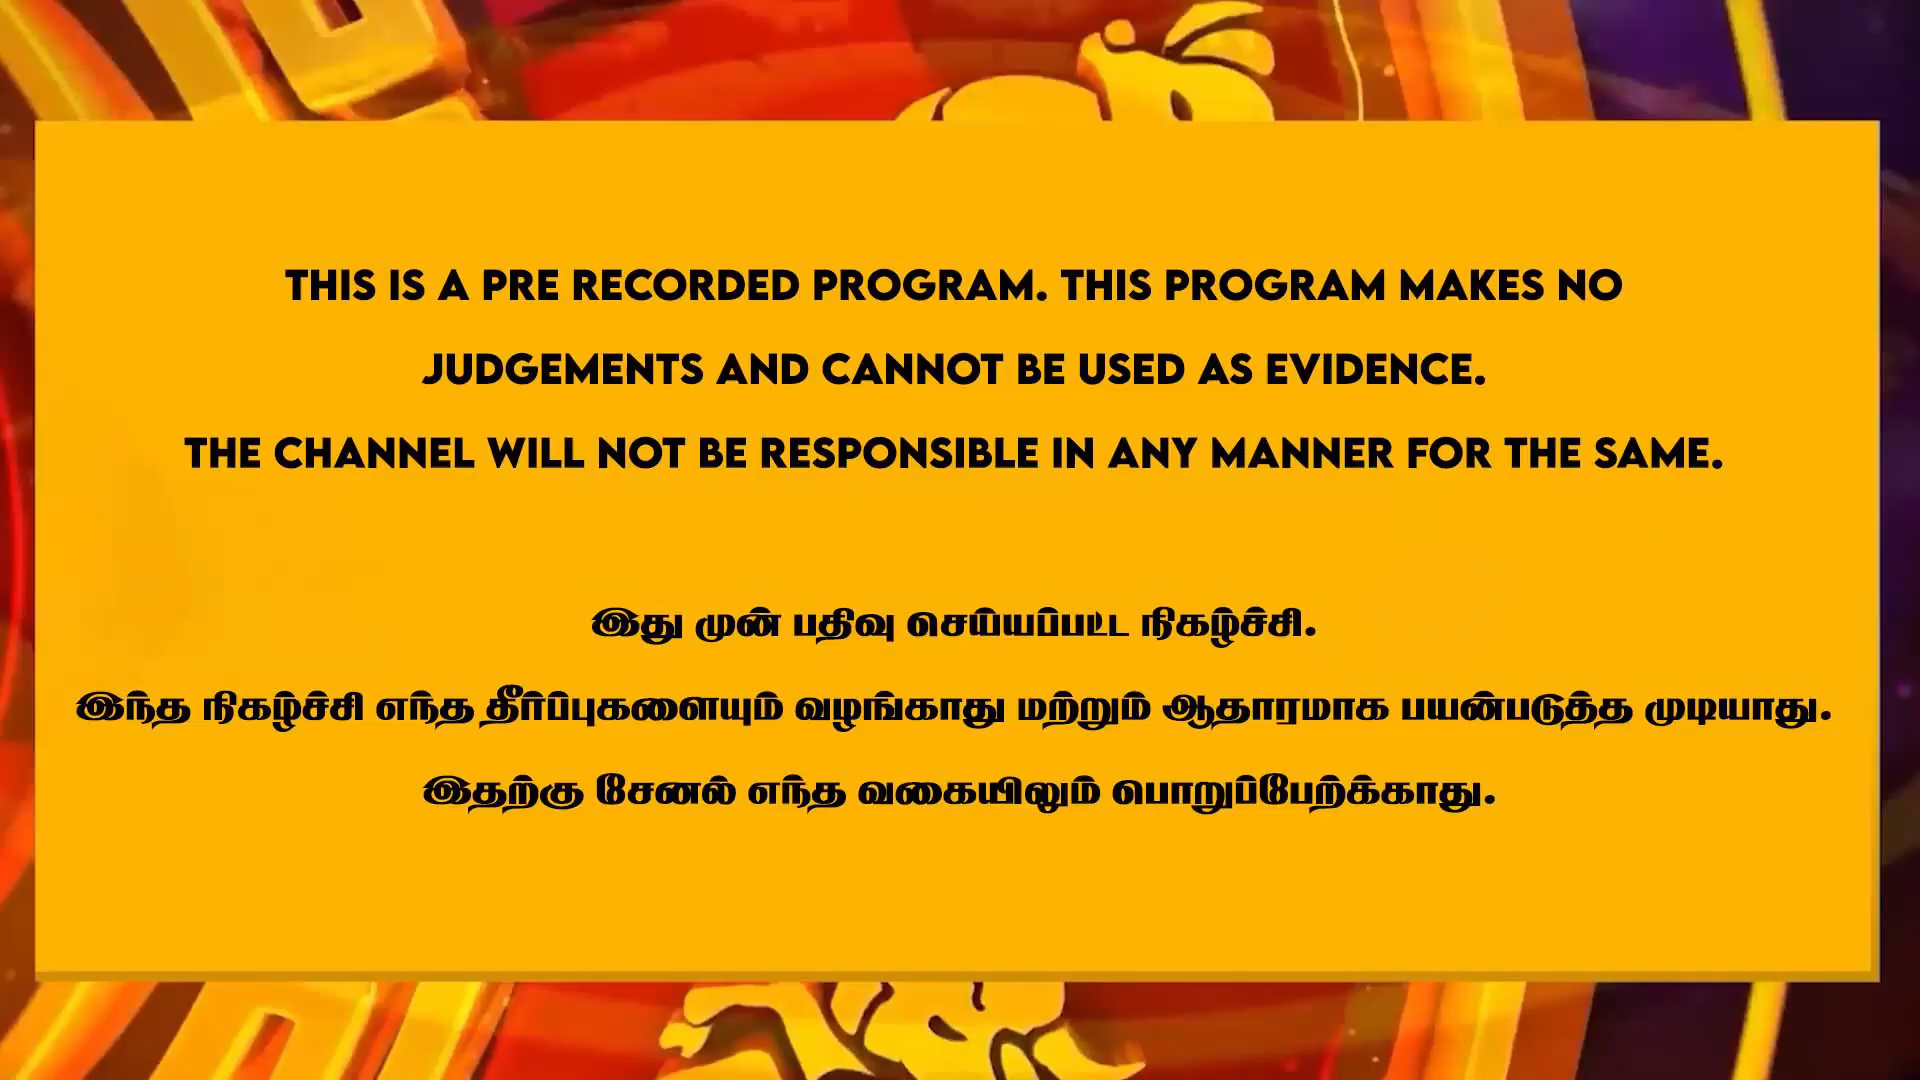 THIS IS A PRE RECORDED PROGRAM. THIS PROGRAM MAKES NO
JUDGEMENTS AND CANNOT BE USED AS EVIDENCE.
THE CHANNEL WILL NOT BE RESPONSIBLE IN ANY MANNER FOR THE SAME.
இது முன் பதிவு செய்யப்பட்ட நிகழ்ச்சி.
இந்த நிகழ்ச்சி எந்த தீர்ப்புகளையும் வழங்காது மற்றும் ஆதாரமாக பயன்படுத்த முடியாது.
இதற்கு சேனல் எந்த வகையிலும் பொறுப்பேற்க்காது.